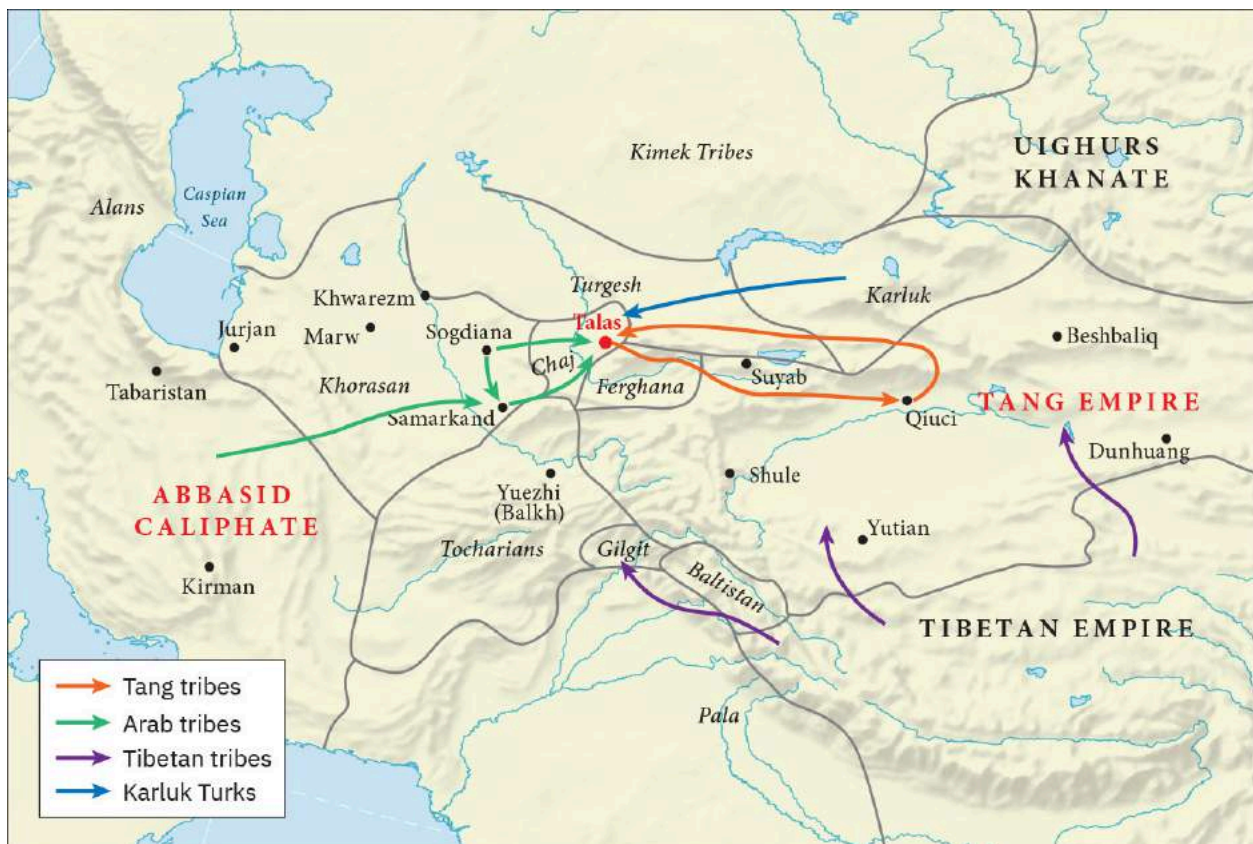 UIGHURS
KHANATE
Kimek Tribes
Alans
Caspian
Sea
Turgesh
Karluk
Khwarezm
Talas
Jurjan
Marw
Sogdiana
Beshbaliq
Chaj
Tabaristan
Khorasan
Ferghana
Suyab
Samarkand
Qiuci
TANG EMPIRE
Dunhuang
ABBASID
CALIPHATE
Yuezhi
(Balkh)
Shule
Yutian
Tocharians
Gilgit
Kirman
Baltistan
TIBETAN EMPIRE
Pala
Tang tribes
Arab tribes
Tibetan tribes
Karluk Turks